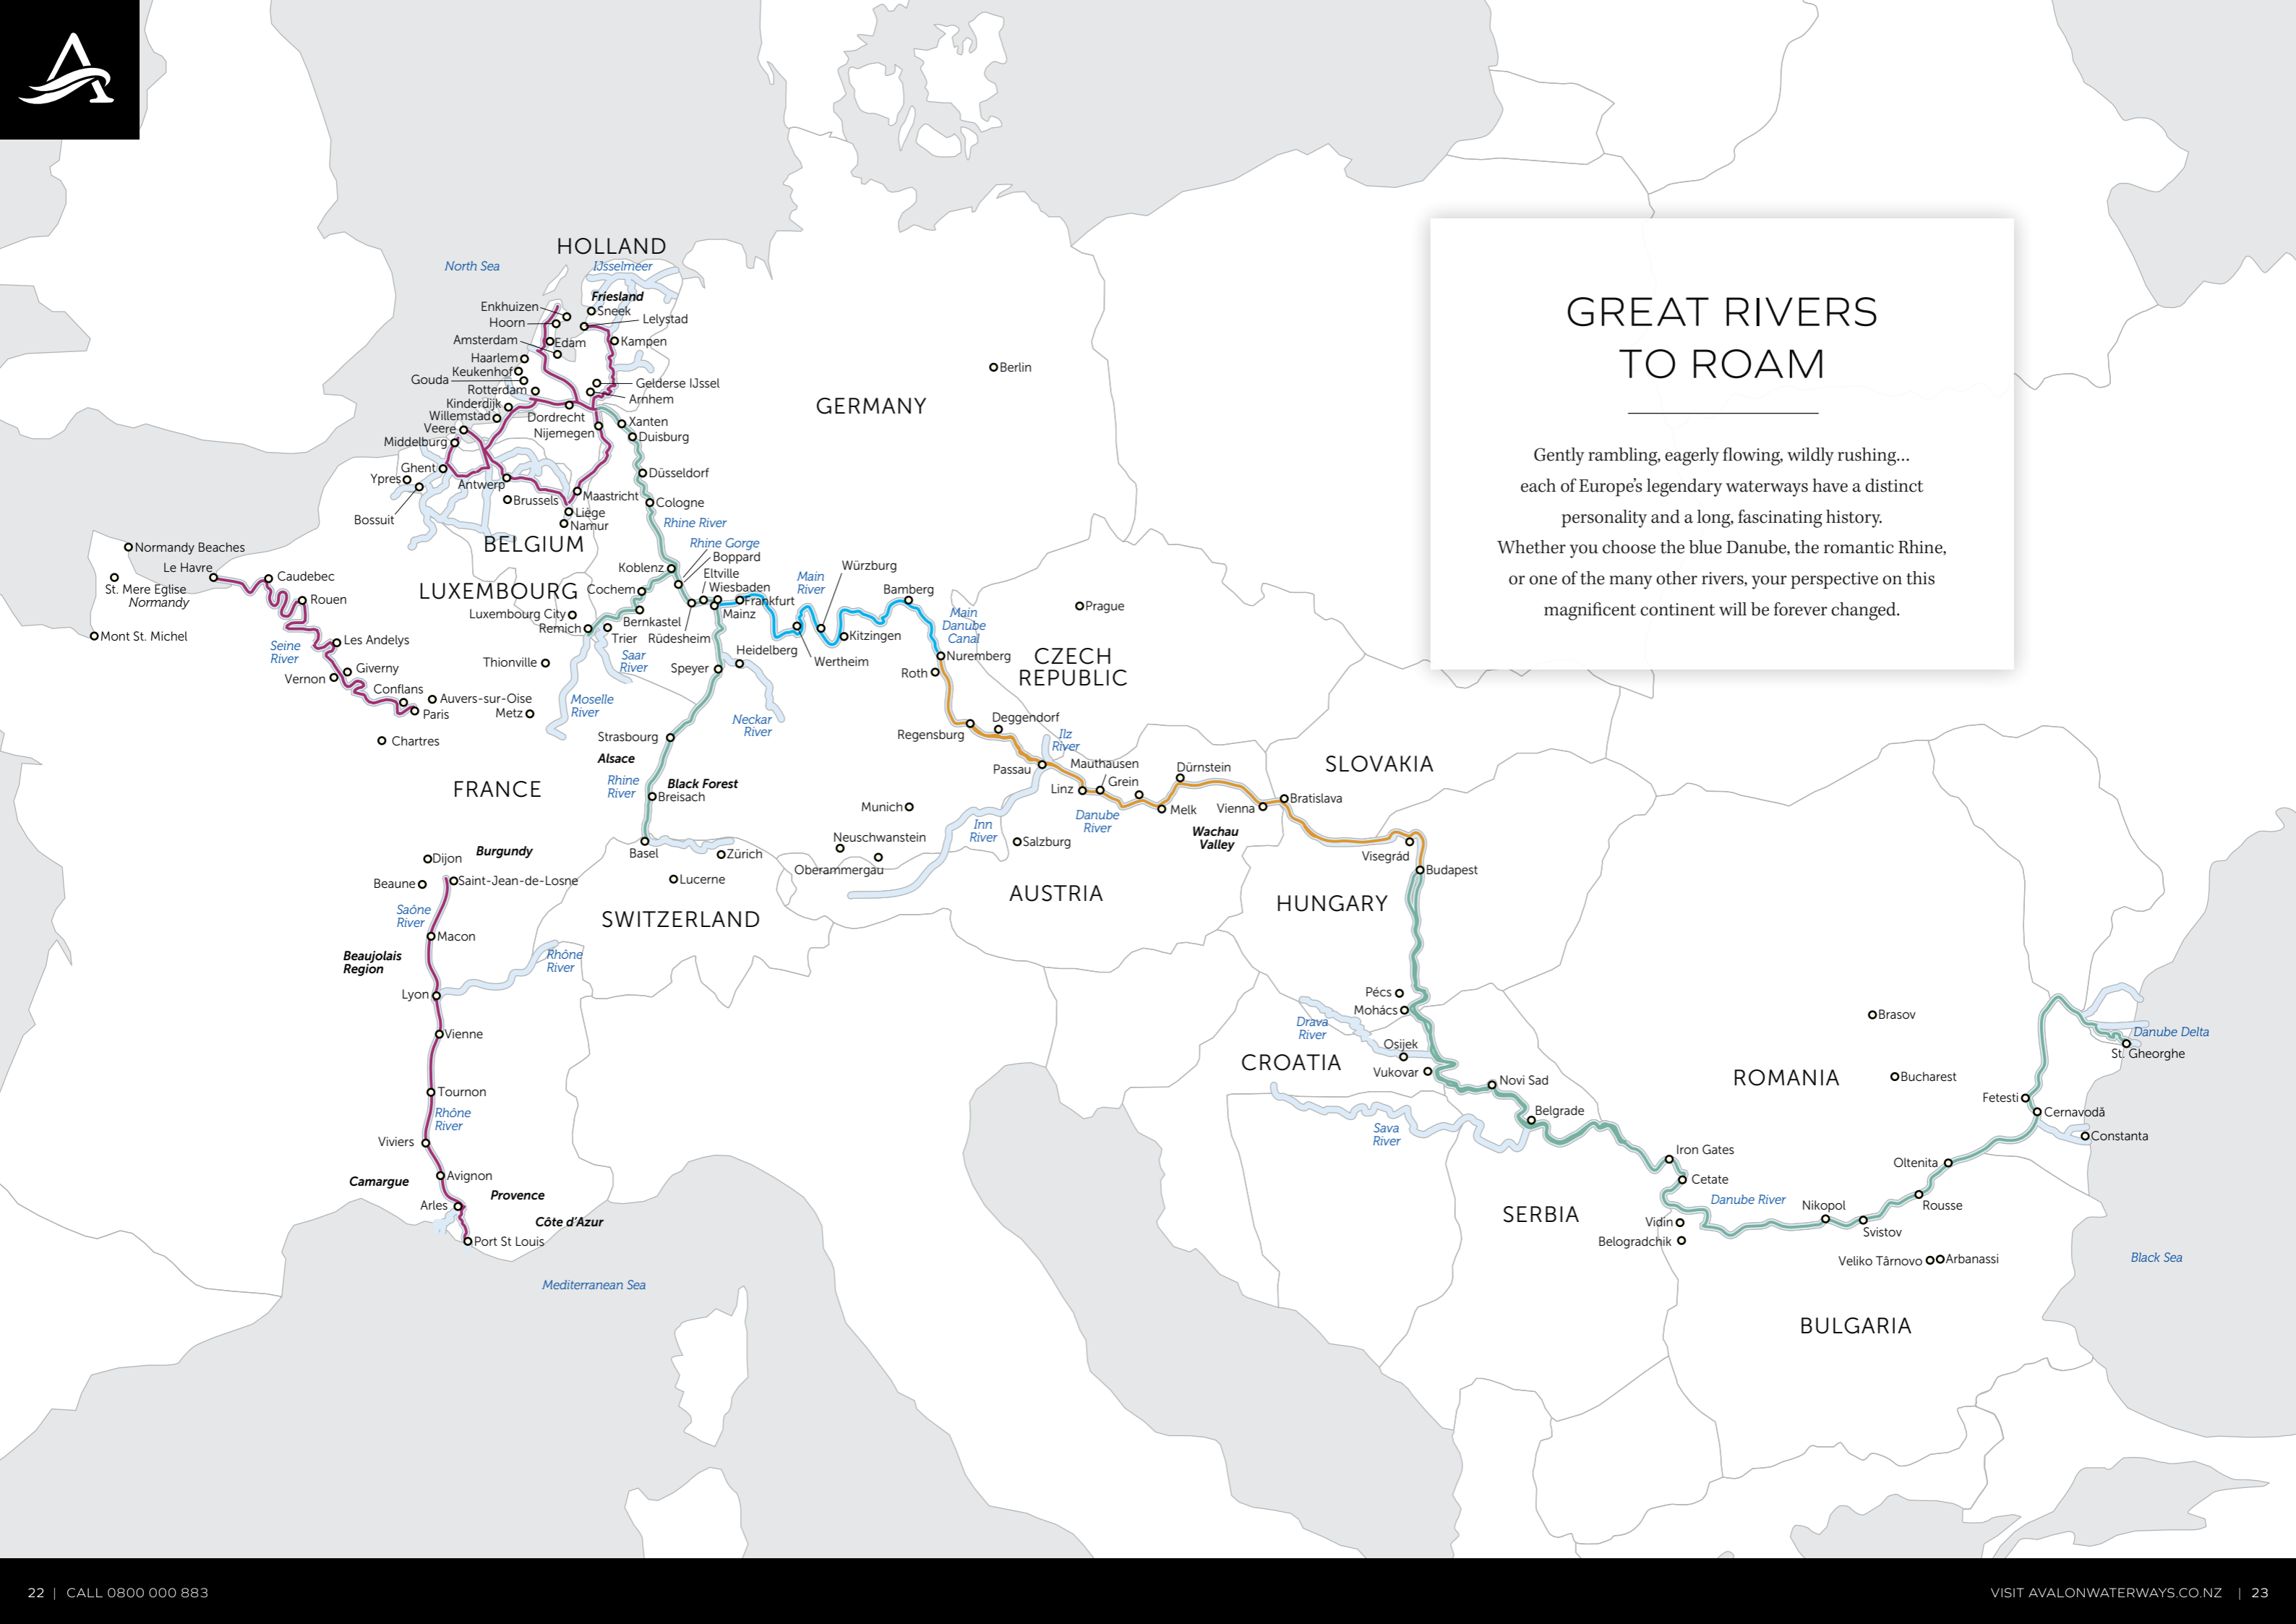 HOLLAND
North Sea
IJsselmeer
Friesland
Enkhuizen
Sneek
Hoorn
Lelystad
Amsterdam
Edam
Kampen
Haarlem
Keukenhof
Gouda
Gelderse IJssel
Rotterdam
Arnhem
Kinderdijk
Willemstad
Dordrecht
Xanten
Veere
Nijemegen
Duisburg
Middelburg
Ghent
Ypres
Düsseldorf
Antwerp
Maastricht
Brussels
Cologne
Bossuit
Liège
Namur
Rhine River
BELGIUM
Rhine Gorge
Boppard
Koblenz
Eltville
Wiesbaden
Frankfurt
Mainz
LUXEMBOURG
Cochem
Luxembourg City
Bernkastel
Remich
Trier
Rüdesheim
Thionville
Saar
River
Heidelberg
Speyer
Moselle
River
Metz
Neckar
River
Main
River
Würzburg
Bamberg
Kitzingen
Wertheim
Main
Danube
Canal
Nuremberg
Roth
GERMANY
Berlin
Prague
CZECH
REPUBLIC
Normandy Beaches
Le Havre
Caudebec
St. Mere Eglise
Normandy
Rouen
Mont St. Michel
Les Andelys
Seine
River
Giverny
Vernon
Conflans
Auvers-sur-Oise
Paris
Chartres
Strasbourg
Alsace
Rhine
River
Black Forest
Breisach
FRANCE
Basel
Zürich
Lucerne
SWITZERLAND
Regensburg
Deggendorf
Ilz
River
Passau
Mauthausen
Linz
Grein
Dürnstein
Danube
River
Melk
Vienna
Bratislava
Wachau
Valley
SLOVAKIA
Munich
Neuschwanstein
Oberammergau
Inn
River
Salzburg
AUSTRIA
Visegrád
Budapest
HUNGARY
Dijon
Burgundy
Beaune
Saint-Jean-de-Losne
Saône
River
Macon
Beaujolais
Region
Rhône
River
Lyon
Vienne
Tournon
Rhône
River
Viviers
Avignon
Camargue
Provence
Arles
Côte d'Azur
Port St Louis
Mediterranean Sea
Pécs
Mohács
Drava
River
Osijek
CROATIA
Vukovar
Novi Sad
Belgrade
Sava
River
SERBIA
Iron Gates
Cetate
Danube River
Vidin
Belogradchik
Nikopol
Svistov
Rousse
Oltenita
Veliko Târnovo
Arbanassi
BULGARIA
ROMANIA
Brasov
Bucharest
Fetesti
Cernavodă
Constanta
Danube Delta
St. Gheorghe
Black Sea
GREAT RIVERS
TO ROAM
Gently rambling, eagerly flowing, wildly rushing...
each of Europe's legendary waterways have a distinct
personality and a long, fascinating history.
Whether you choose the blue Danube, the romantic Rhine,
or one of the many other rivers, your perspective on this
magnificent continent will be forever changed.
22 | CALL 0800 000 883
VISIT AVALONWATERWAYS.CO.NZ | 23